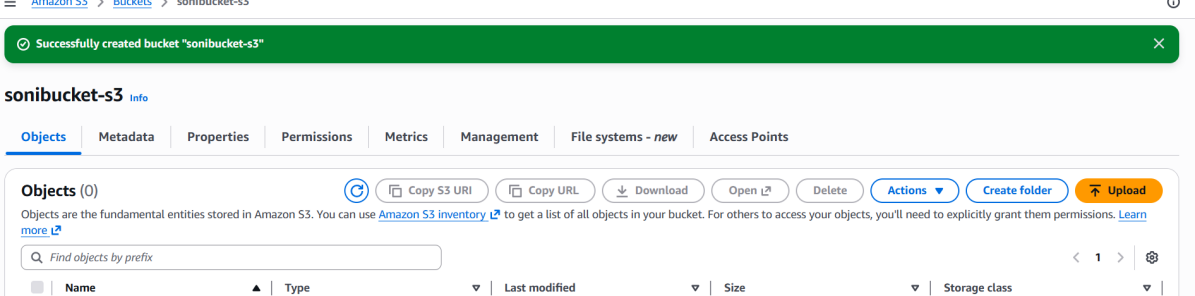 Amazon S3 > Buckets > sonibucket-s3
Successfully created bucket "sonibucket-s3"
sonibucket-s3 Info
Objects Metadata Properties Permissions Metrics Management File systems - new Access Points
Objects (0) Copy S3 URI Copy URL Download Open Delete Actions Create folder Upload
Objects are the fundamental entities stored in Amazon S3. You can use Amazon S3 inventory to get a list of all objects in your bucket. For others to access your objects, you'll need to explicitly grant them permissions. Learn
more
Find objects by prefix < 1 >
Name Type Last modified Size Storage class